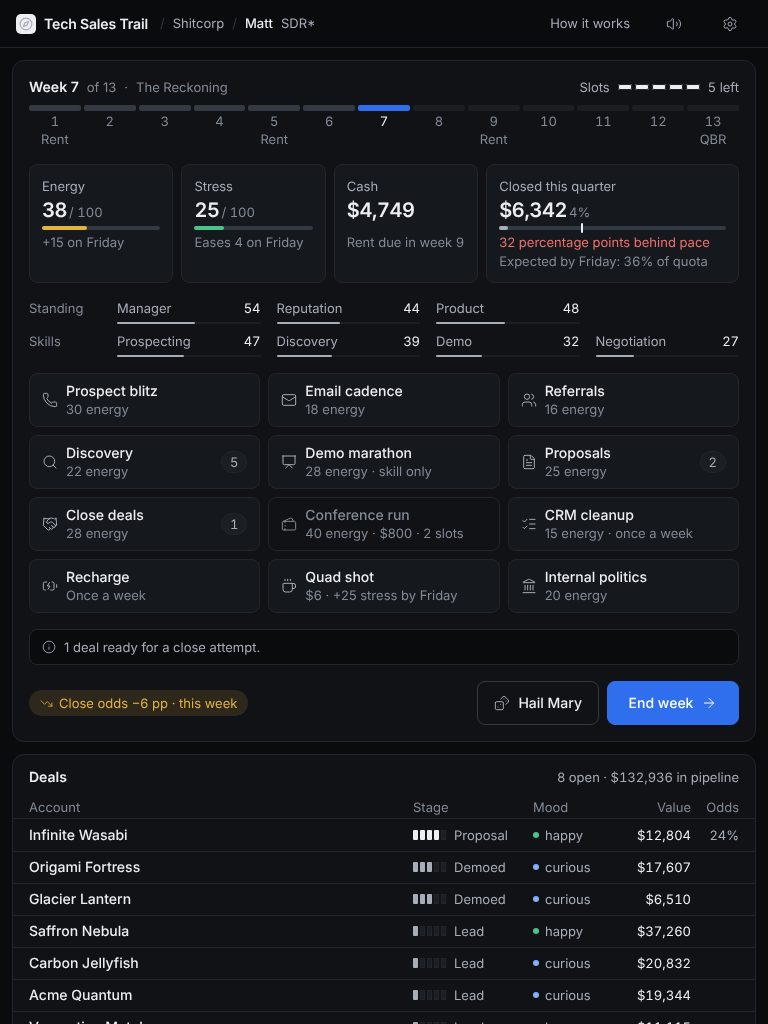 Tech Sales Trail / Shitcorp / Matt SDR* How it works
Week 7 of 13 · The Reckoning Slots 5 left
1 2 3 4 5 6 7 8 9 10 11 12 13
Rent Rent Rent QBR
Energy
38 / 100
+15 on Friday
Stress
25 / 100
Eases 4 on Friday
Cash
$4,749
Rent due in week 9
Closed this quarter
$6,342 4%
32 percentage points behind pace
Expected by Friday: 36% of quota
Standing Manager 54 Reputation 44 Product 48
Skills Prospecting 47 Discovery 39 Demo 32 Negotiation 27
Prospect blitz
30 energy
Email cadence
18 energy
Referrals
16 energy
Discovery
22 energy
5
Demo marathon
28 energy · skill only
Proposals
25 energy
2
Close deals
28 energy
1
Conference run
40 energy · $800 · 2 slots
CRM cleanup
15 energy · once a week
Recharge
Once a week
Quad shot
$6 · +25 stress by Friday
Internal politics
20 energy
1 deal ready for a close attempt.
Close odds −6 pp · this week
Hail Mary
End week
Deals 8 open · $132,936 in pipeline
Account Stage Mood Value Odds
Infinite Wasabi Proposal happy $12,804 24%
Origami Fortress Demoed curious $17,607
Glacier Lantern Demoed curious $6,510
Saffron Nebula Lead happy $37,260
Carbon Jellyfish Lead curious $20,832
Acme Quantum Lead curious $19,344